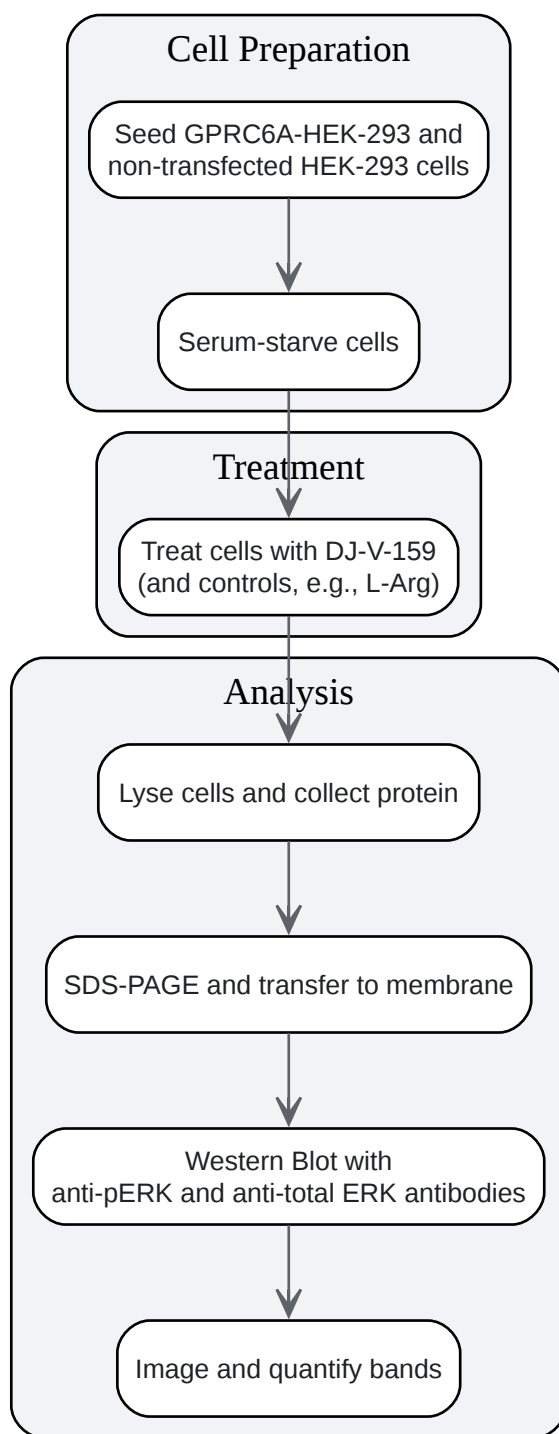 Cell Preparation
Seed GPRC6A-HEK-293 and
non-transfected HEK-293 cells
Serum-starve cells
Treatment
Treat cells with DJ-V-159
(and controls, e.g., L-Arg)
Analysis
Lyse cells and collect protein
SDS-PAGE and transfer to membrane
Western Blot with
anti-pERK and anti-total ERK antibodies
Image and quantify bands